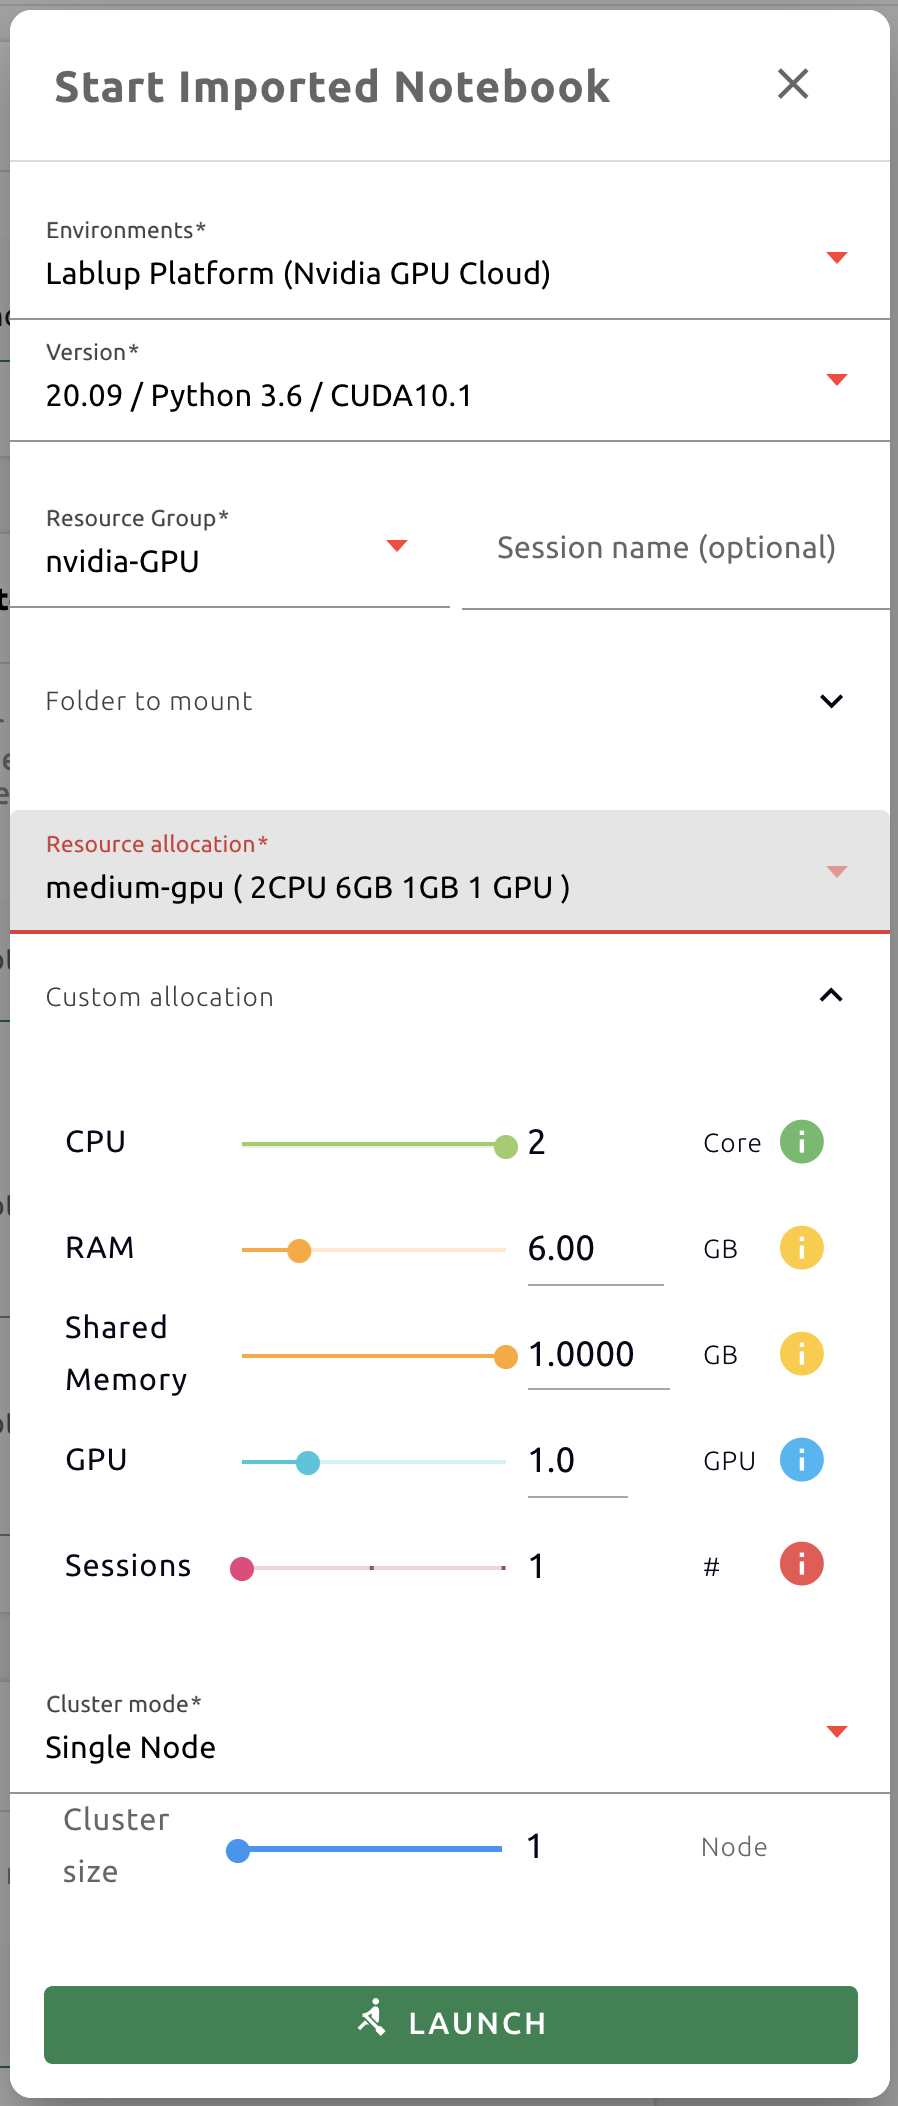 Start Imported Notebook
Environments*
Lablup Platform (Nvidia GPU Cloud)
Version*
20.09 / Python 3.6 / CUDA10.1
Resource Group*
nvidia-GPU
Session name (optional)
Folder to mount
Resource allocation*
medium-gpu ( 2CPU 6GB 1GB 1 GPU )
Custom allocation
CPU 2 Core
RAM 6.00 GB
Shared
Memory 1.0000 GB
GPU 1.0 GPU
Sessions 1 #
Cluster mode*
Single Node
Cluster
size 1 Node
LAUNCH